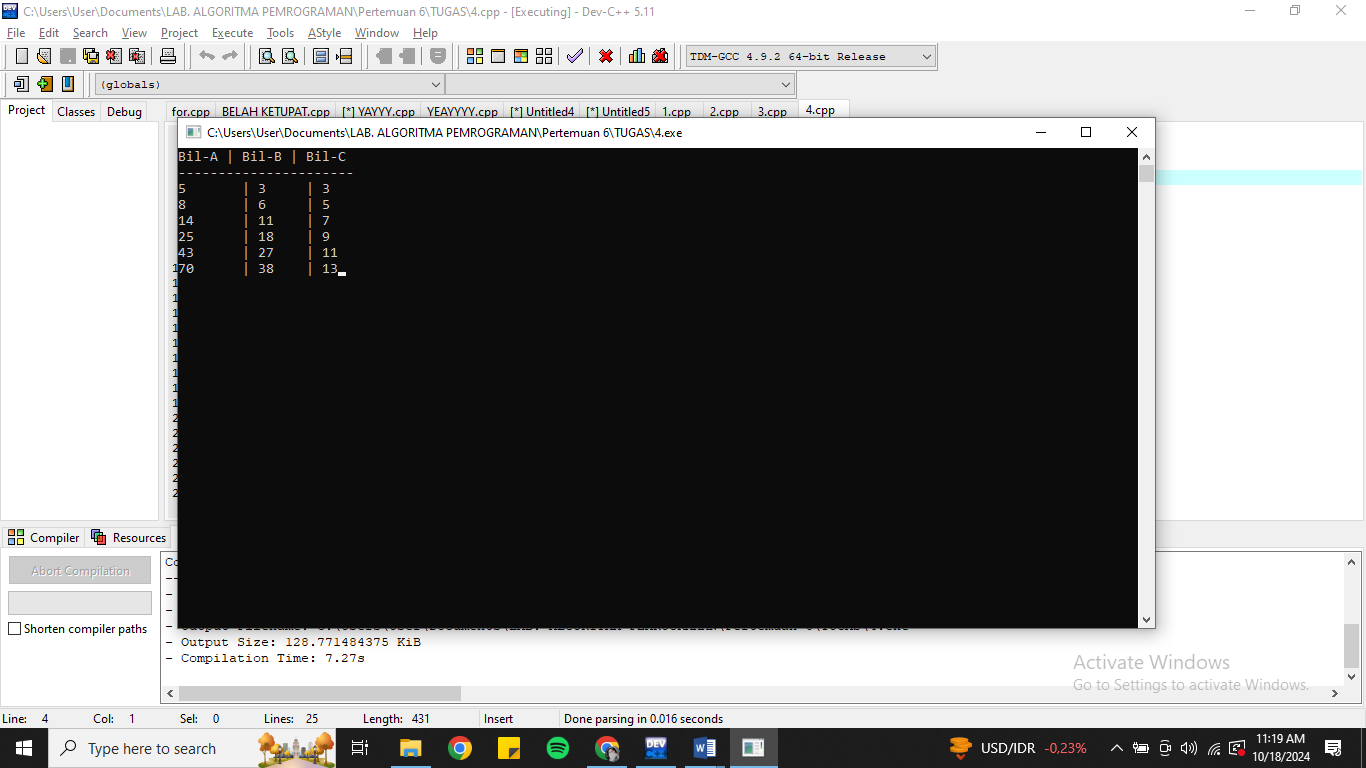 C:\Users\User\Documents\LAB. ALGORITMA PEMROGRAMAN\Pertemuan 6\TUGAS\4.cpp - [Executing] - Dev-C++ 5.11
File Edit Search View Project Execute Tools AStyle Window Help
TDM-GCC 4.9.2 64-bit Release
(globals)
Project Classes Debug for.cpp BELAH KETUPAT.cpp [*] YAYYY.cpp YEAYYYY.cpp [*] Untitled4 [*] Untitled5 1.cpp 2.cpp 3.cpp 4.cpp
C:\Users\User\Documents\LAB. ALGORITMA PEMROGRAMAN\Pertemuan 6\TUGAS\4.exe
Bil-A | Bil-B | Bil-C
----------------------
5 | 3 | 3
8 | 6 | 5
14 | 11 | 7
25 | 18 | 9
43 | 27 | 11
70 | 38 | 13
Compiler Resources
Abort Compilation
Shorten compiler paths
- Output Size: 128.771484375 KiB
- Compilation Time: 7.27s
Activate Windows
Go to Settings to activate Windows.
Line: 4 Col: 1 Sel: 0 Lines: 25 Length: 431 Insert Done parsing in 0.016 seconds
Type here to search
USD/IDR -0,23%
11:19 AM
10/18/2024